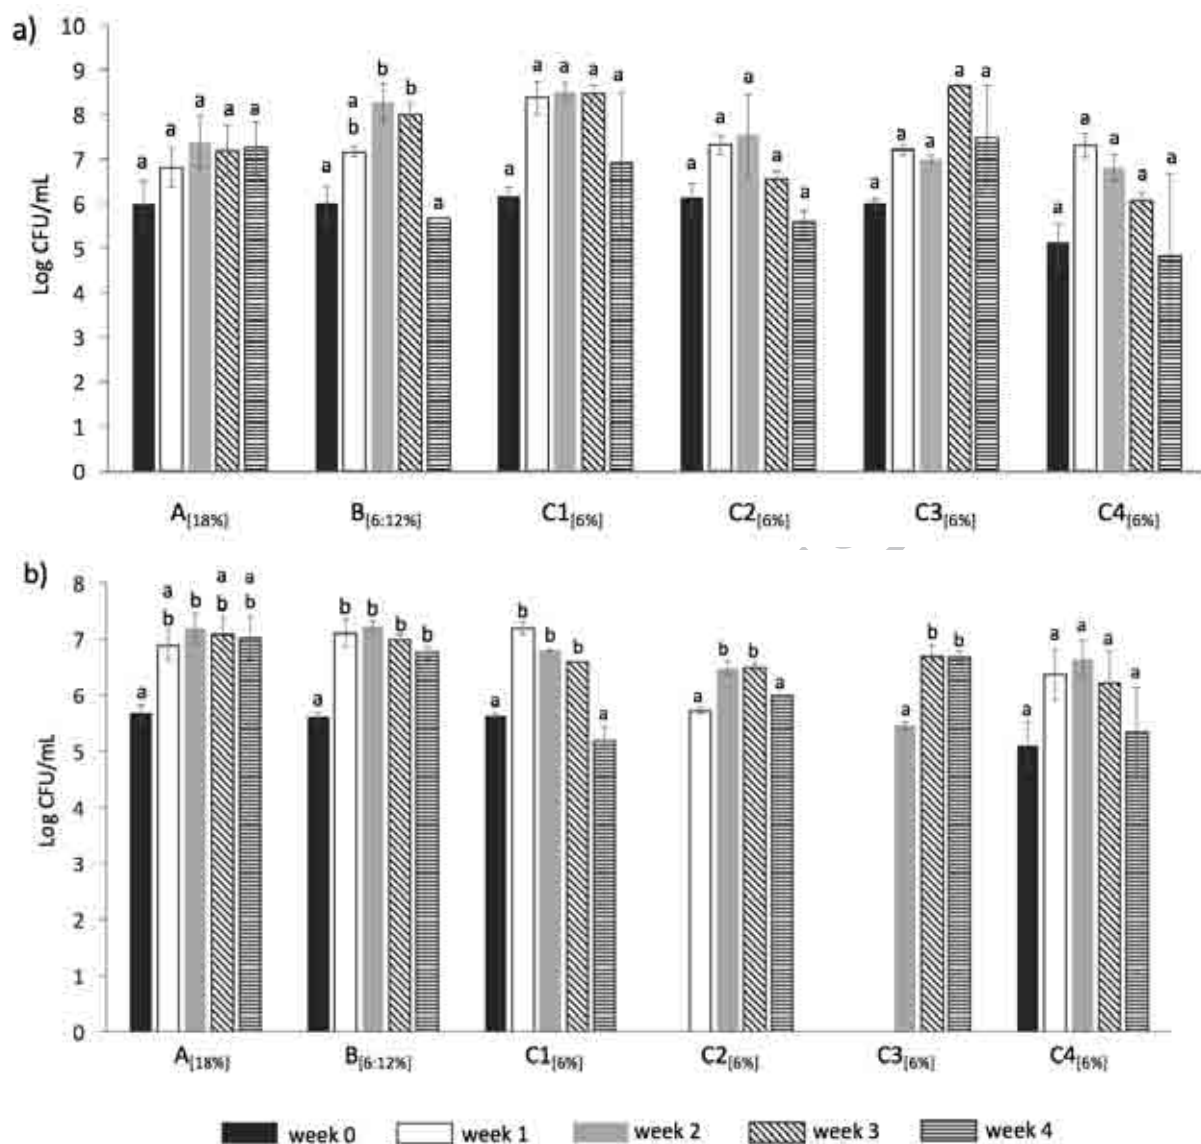 a)
10
9
8
7
6
5
4
3
2
1
0
Log CFU/mL
a a a a a
a a b b b a
a a a a a
a a a a a
a a a a a
a a a a a
A[18%] B[6:12%] C1[6%] C2[6%] C3[6%] C4[6%]
b)
8
7
6
5
4
3
2
1
0
Log CFU/mL
a a b b a b a b
a b b b b
a b b b a
a b b a
a b b
a a a a a
A[18%] B[6:12%] C1[6%] C2[6%] C3[6%] C4[6%]
week 0 week 1 week 2 week 3 week 4